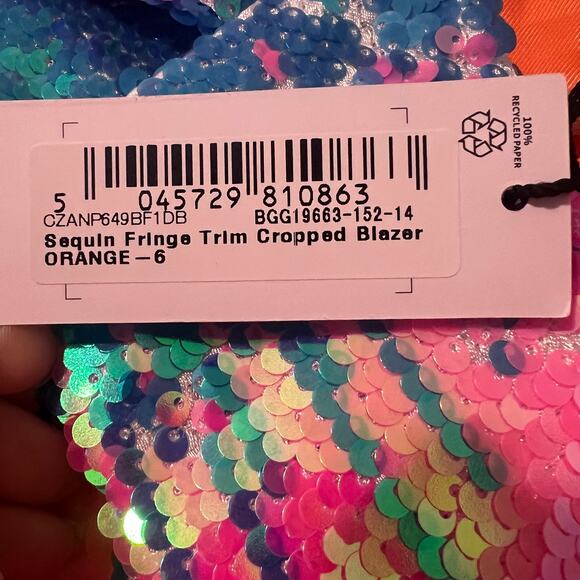 100%
RECYCLED PAPER
5 045729 810863
CZANP649BF1DB BGG19663-152-14
Sequin Fringe Trim Cropped Blazer
ORANGE-6